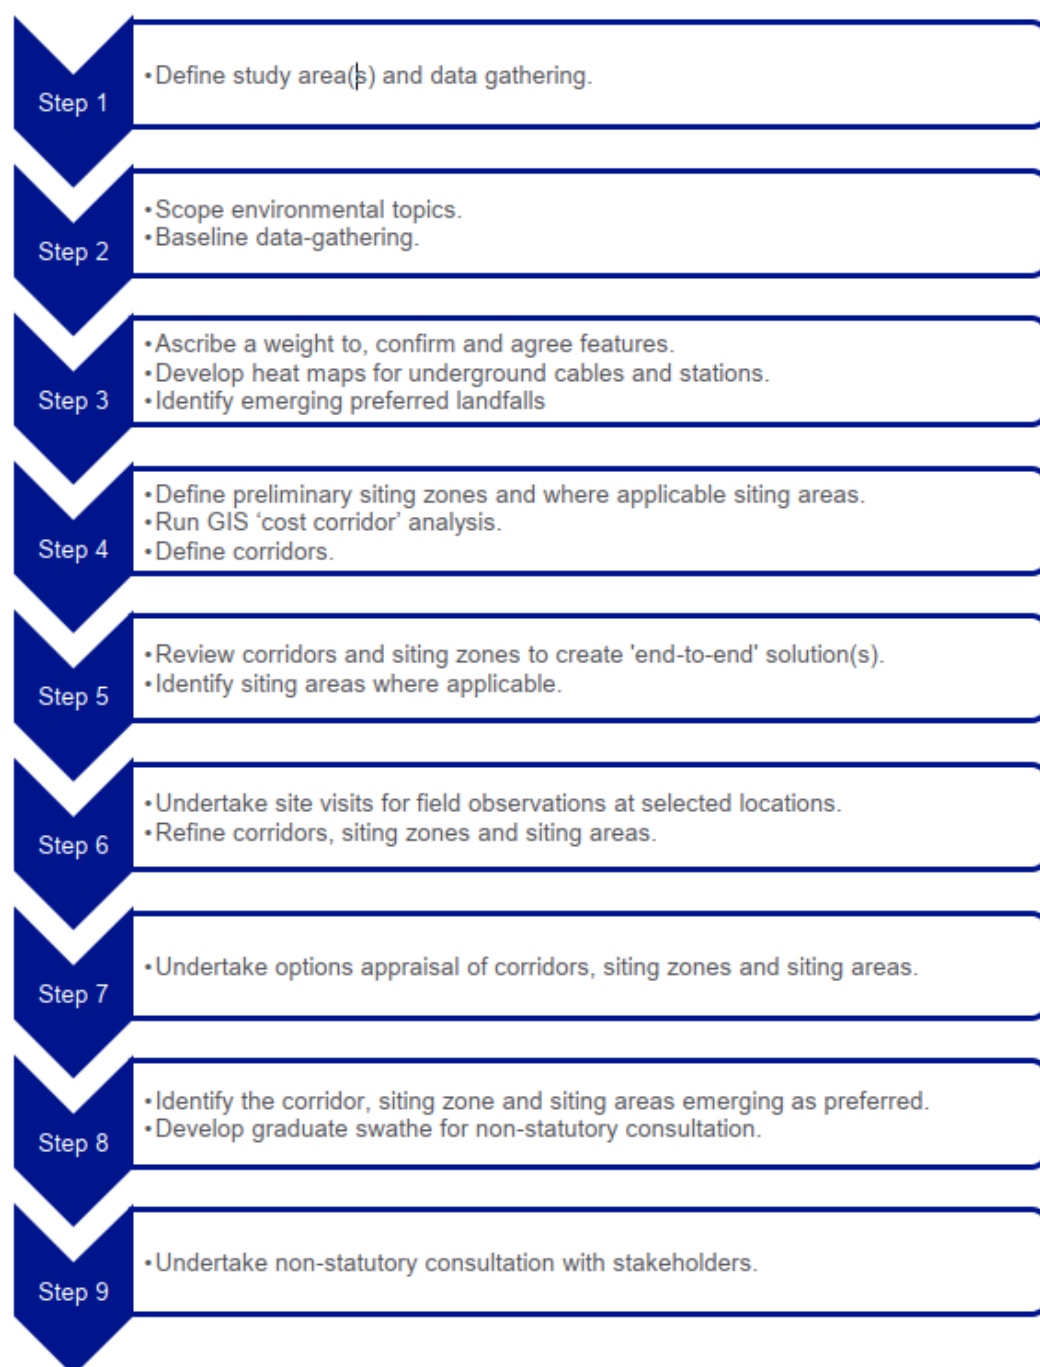 Step 1
•Define study area(s) and data gathering.
Step 2
•Scope environmental topics.
•Baseline data-gathering.
Step 3
•Ascribe a weight to, confirm and agree features.
•Develop heat maps for underground cables and stations.
•Identify emerging preferred landfalls
Step 4
•Define preliminary siting zones and where applicable siting areas.
•Run GIS ‘cost corridor’ analysis.
•Define corridors.
Step 5
•Review corridors and siting zones to create 'end-to-end' solution(s).
•Identify siting areas where applicable.
Step 6
•Undertake site visits for field observations at selected locations.
•Refine corridors, siting zones and siting areas.
Step 7
•Undertake options appraisal of corridors, siting zones and siting areas.
Step 8
•Identify the corridor, siting zone and siting areas emerging as preferred.
•Develop graduate swathe for non-statutory consultation.
Step 9
•Undertake non-statutory consultation with stakeholders.